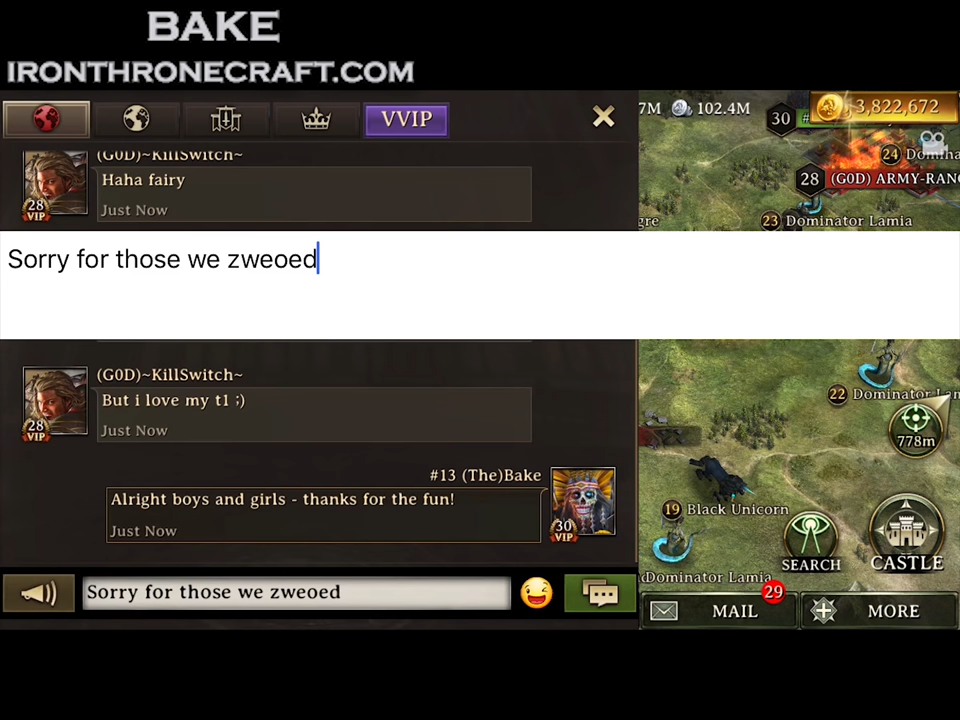 BAKE
IRONTHRONECRAFT.COM
VVIP
7M 102.4M
30
3,822,672
(G0D)~KillSwitch~
Haha fairy
Just Now
28
VIP
24
28 (G0D) ARMY-RANG
23 Dominator Lamia
Sorry for those we zweoed
(G0D)~KillSwitch~
But i love my t1 ;)
Just Now
28
VIP
#13 (The)Bake
Alright boys and girls - thanks for the fun!
Just Now
30
VIP
22 Dominator Lam
778m
19 Black Unicorn
SEARCH
CASTLE
Dominator Lamia
Sorry for those we zweoed
29
MAIL
MORE